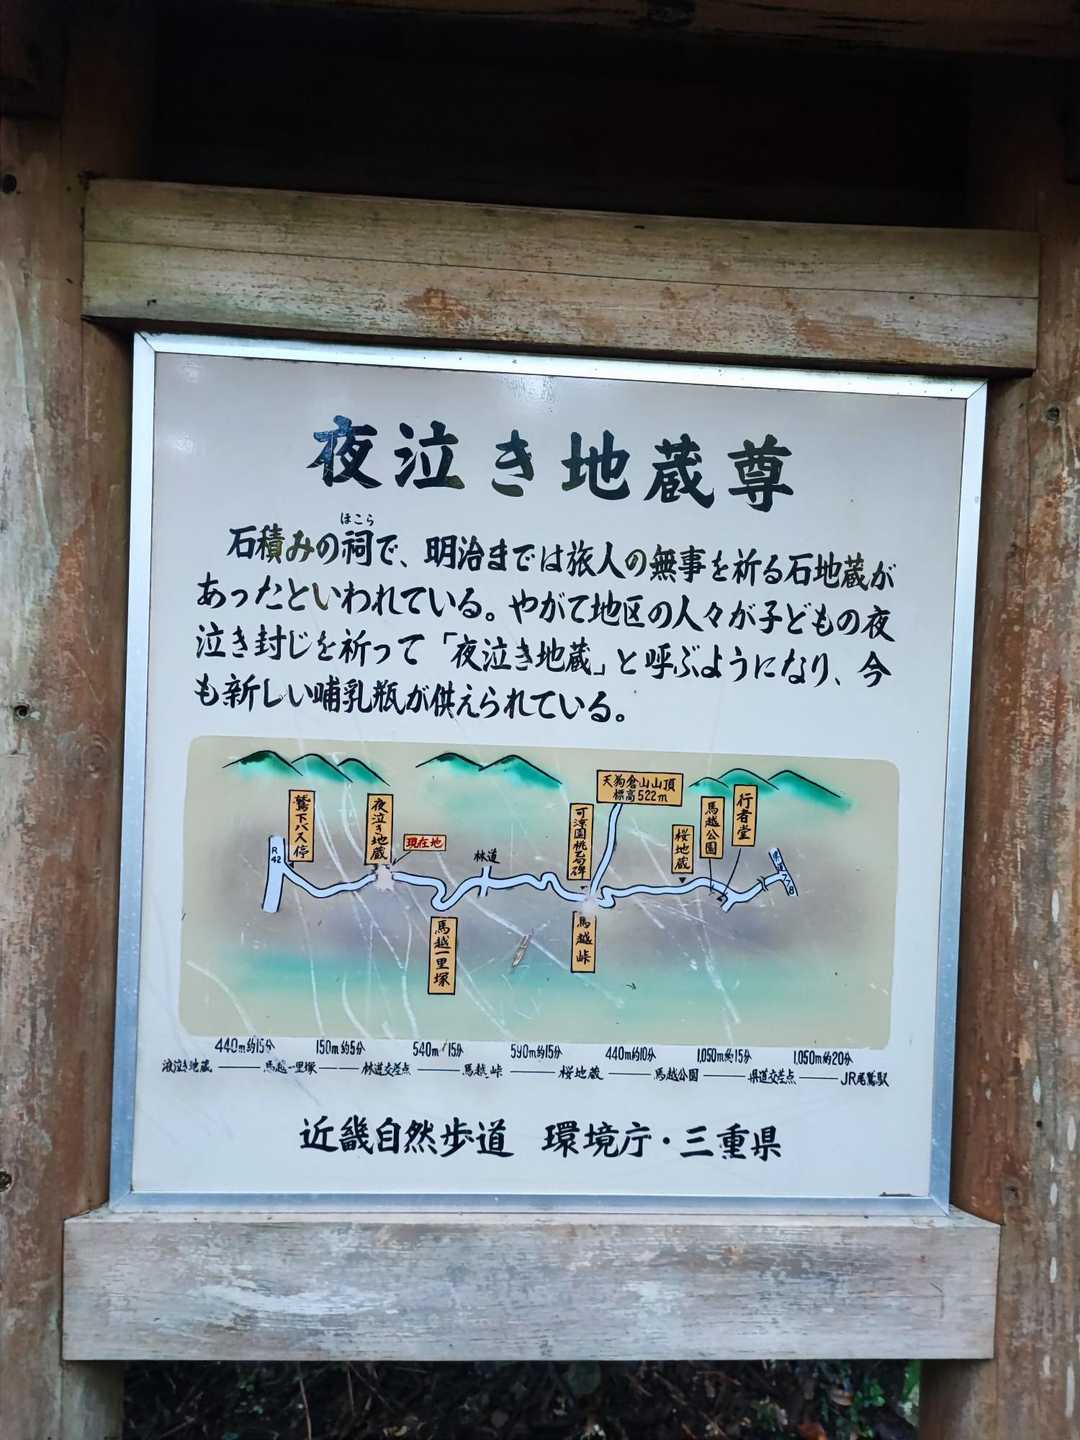 夜泣き地蔵尊
ほこら
石積みの祠で、明治までは旅人の無事を祈る石地蔵が
あったといわれている。やがて地区の人々が子どもの夜
泣き封じを祈って「夜泣き地蔵」と呼ぶようになり、今
も新しい哺乳瓶が供えられている。
天狗倉山山頂
標高522m
鷲下バス停
夜泣き地蔵
現在地
林道
可涼園桃乙碑
桜地蔵
馬越公園
行者堂
R42
県道778
馬越一里塚
馬越峠
440m約15分 150m約5分 540m 15分 590m約15分 440m約10分 1,050m約15分 1,050m約20分
夜泣き地蔵 馬越一里塚 林道交差点 馬越峠 桜地蔵 馬越公園 県道交差点 JR尾鷲駅
近畿自然歩道 環境庁・三重県